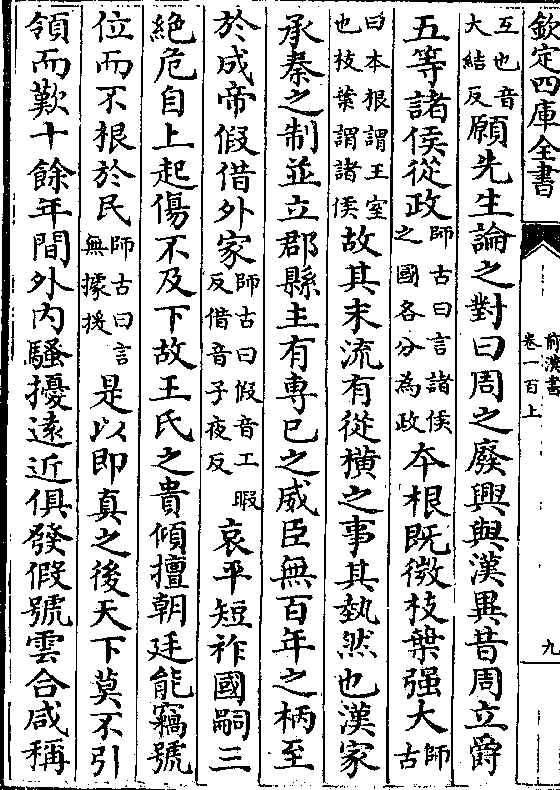 欽定四庫全書
前漢書
卷一百上
九
互也音大結反願先生論之對曰周之廢興與漢異昔周立爵
五等諸侯從政師古曰言諸侯之國各分為政本根既微枝葉强大師古
曰本根謂王室也枝葉謂諸侯故其末流有從橫之事其埶然也漢家
承秦之制並立郡縣主有專已之威臣無百年之柄至
於成帝假借外家師古曰假音工暇反借音子夜反哀平短祚國嗣三
絶危自上起傷不及下故王氏之貴傾擅朝廷能竊號
位而不根於民師古曰言無據援是以即真之後天下莫不引
領而歎十餘年間外内騷擾遠近俱發假號雲合咸稱